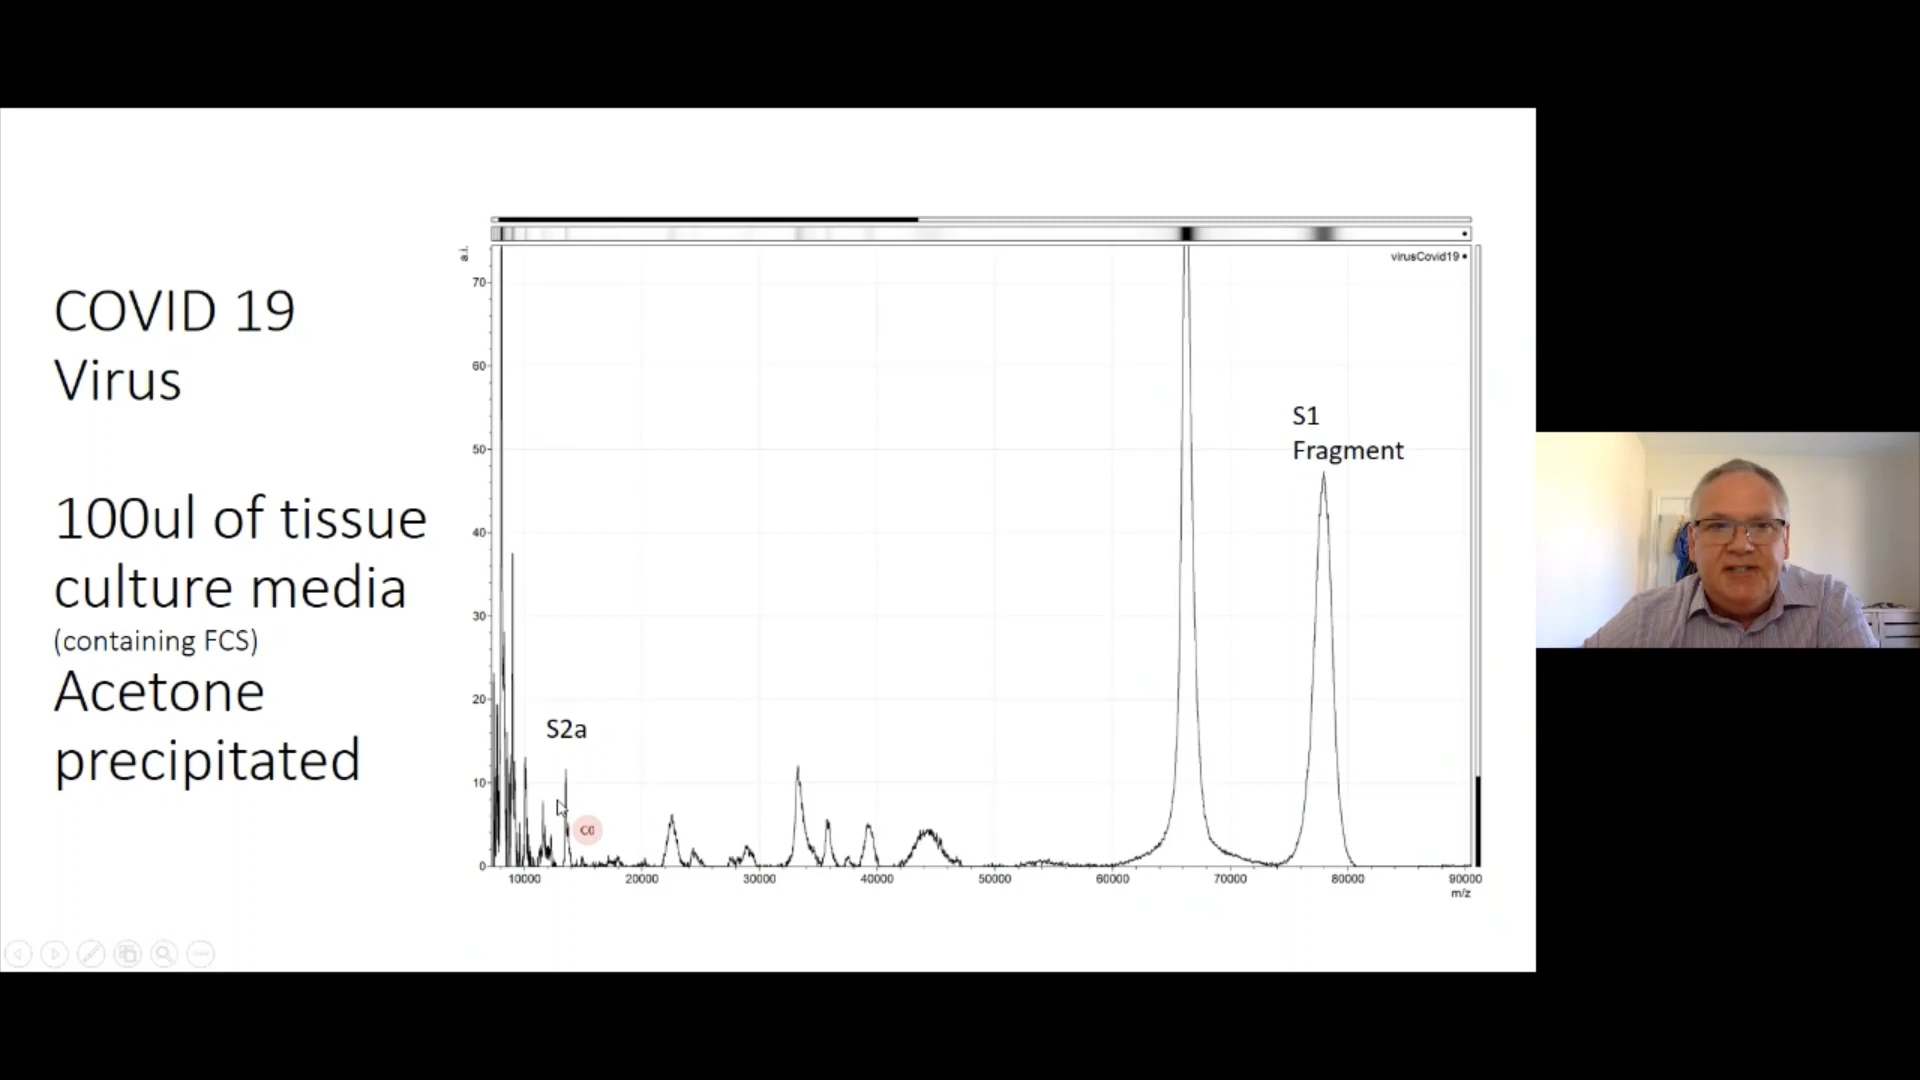 COVID 19
Virus
100ul of tissue
culture media
(containing FCS)
Acetone
precipitated
a.i.
virusCovid19
70
60
50
40
30
20
10
0
S1
Fragment
S2a
C0
10000 20000 30000 40000 50000 60000 70000 80000 90000
m/z